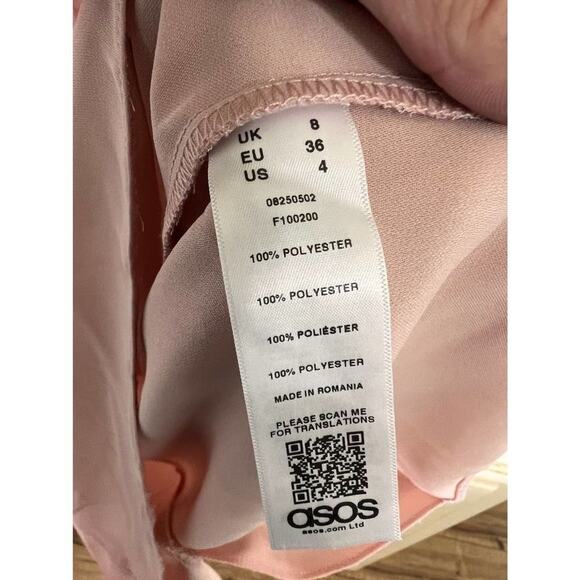 UK 8
EU 36
US 4
08250502
F100200
100% POLYESTER
100% POLYESTER
100% POLIÉSTER
100% POLYESTER
MADE IN ROMANIA
PLEASE SCAN ME
FOR TRANSLATIONS
asos
asos.com Ltd